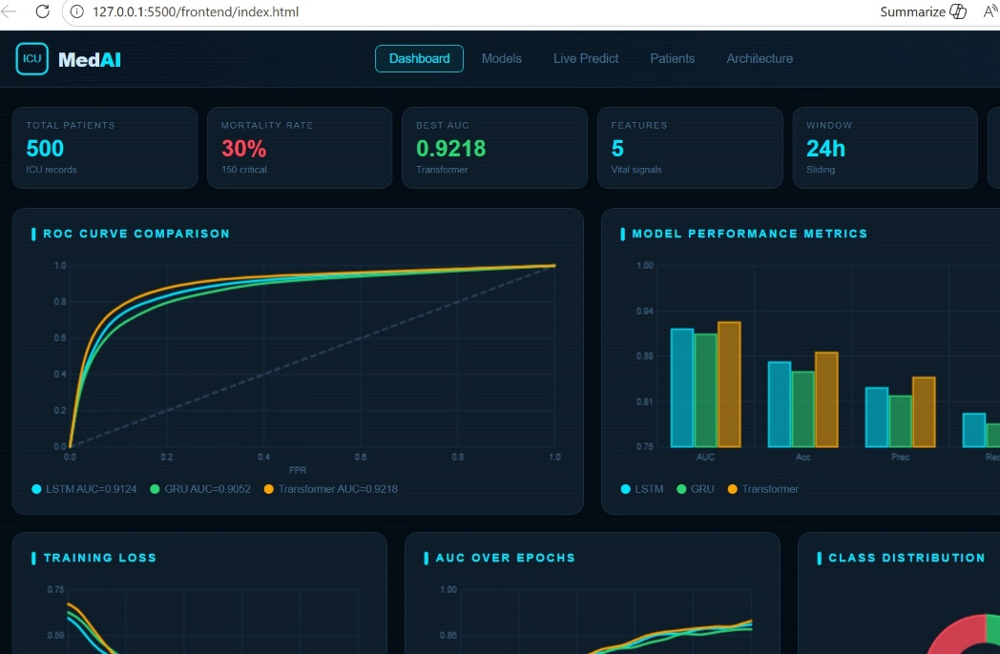 127.0.0.1:5500/frontend/index.html Summarize A
ICU MedAI Dashboard Models Live Predict Patients Architecture
TOTAL PATIENTS
500
ICU records
MORTALITY RATE
30%
150 critical
BEST AUC
0.9218
Transformer
FEATURES
5
Vital signals
WINDOW
24h
Sliding
ROC CURVE COMPARISON
1.0
0.8
0.6
0.4
0.2
0.0
0.0 0.2 0.4 0.6 0.8 1.0
FPR
LSTM AUC=0.9124 GRU AUC=0.9052 Transformer AUC=0.9218
MODEL PERFORMANCE METRICS
1.00
0.94
0.88
0.81
0.75
AUC Acc Prec Rec
LSTM GRU Transformer
TRAINING LOSS
0.75
0.59
AUC OVER EPOCHS
1.00
0.86
CLASS DISTRIBUTION